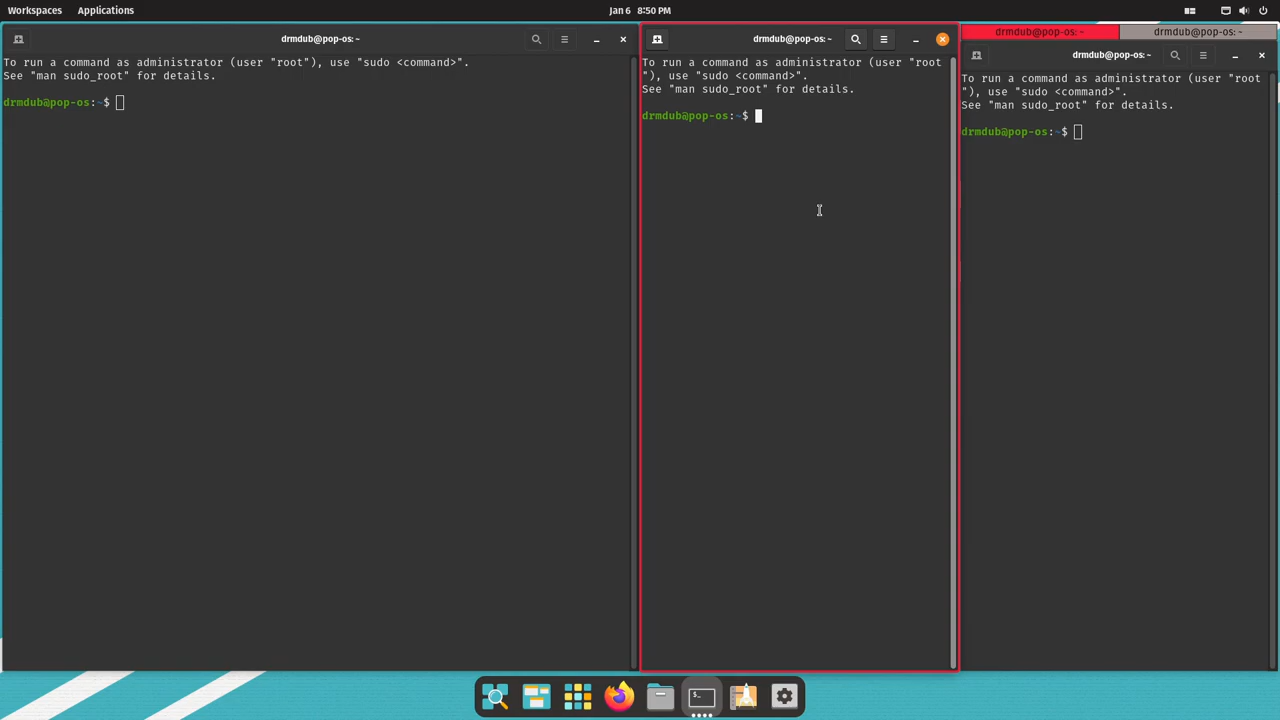 Workspaces Applications Jan 6 8:50 PM
drmdub@pop-os: ~
To run a command as administrator (user "root"), use "sudo <command>".
See "man sudo_root" for details.
drmdub@pop-os:~$
drmdub@pop-os: ~
To run a command as administrator (user "root
"), use "sudo <command>".
See "man sudo_root" for details.
drmdub@pop-os:~$
drmdub@pop-os: ~ drmdub@pop-os: ~
drmdub@pop-os: ~
To run a command as administrator (user "root
"), use "sudo <command>".
See "man sudo_root" for details.
drmdub@pop-os:~$
$_